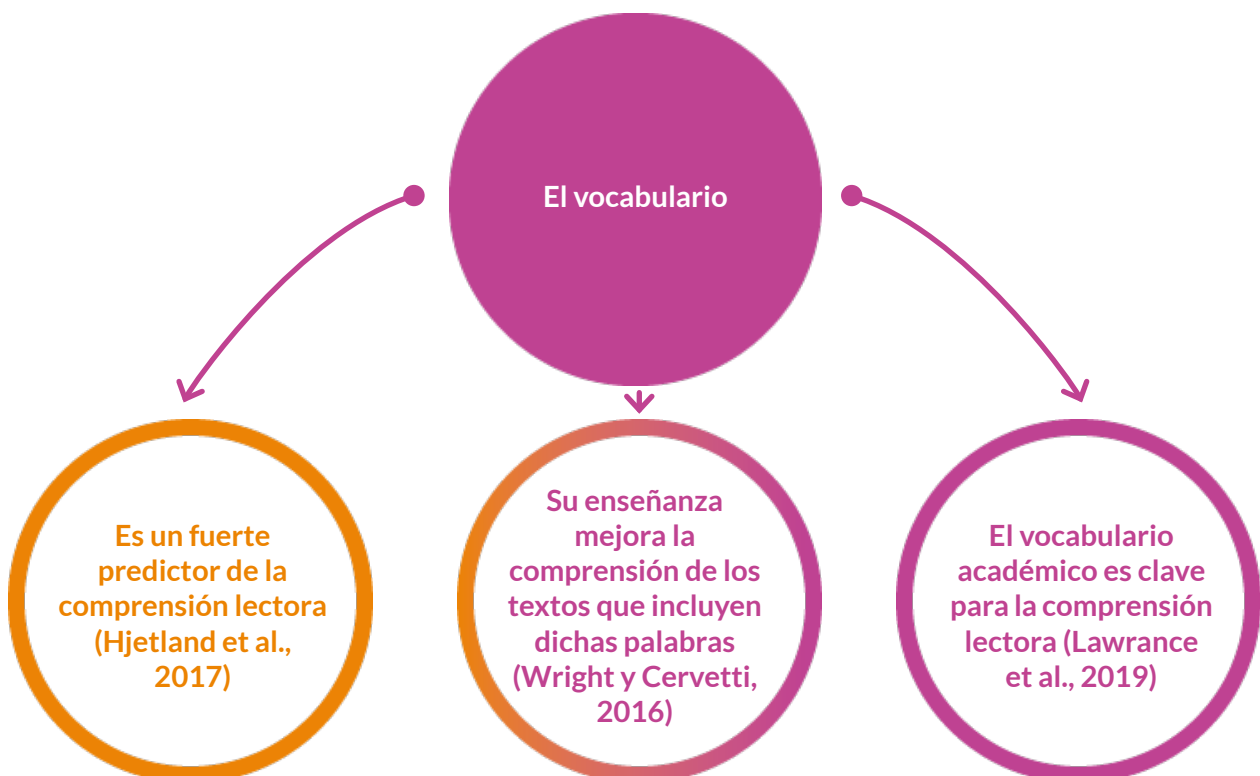 El vocabulario
Es un fuerte
predictor de la
comprensión lectora
(Hjetland et al.,
2017)
Su enseñanza
mejora la
comprensión de los
textos que incluyen
dichas palabras
(Wright y Cervetti,
2016)
El vocabulario
académico es clave
para la comprensión
lectora (Lawrance
et al., 2019)